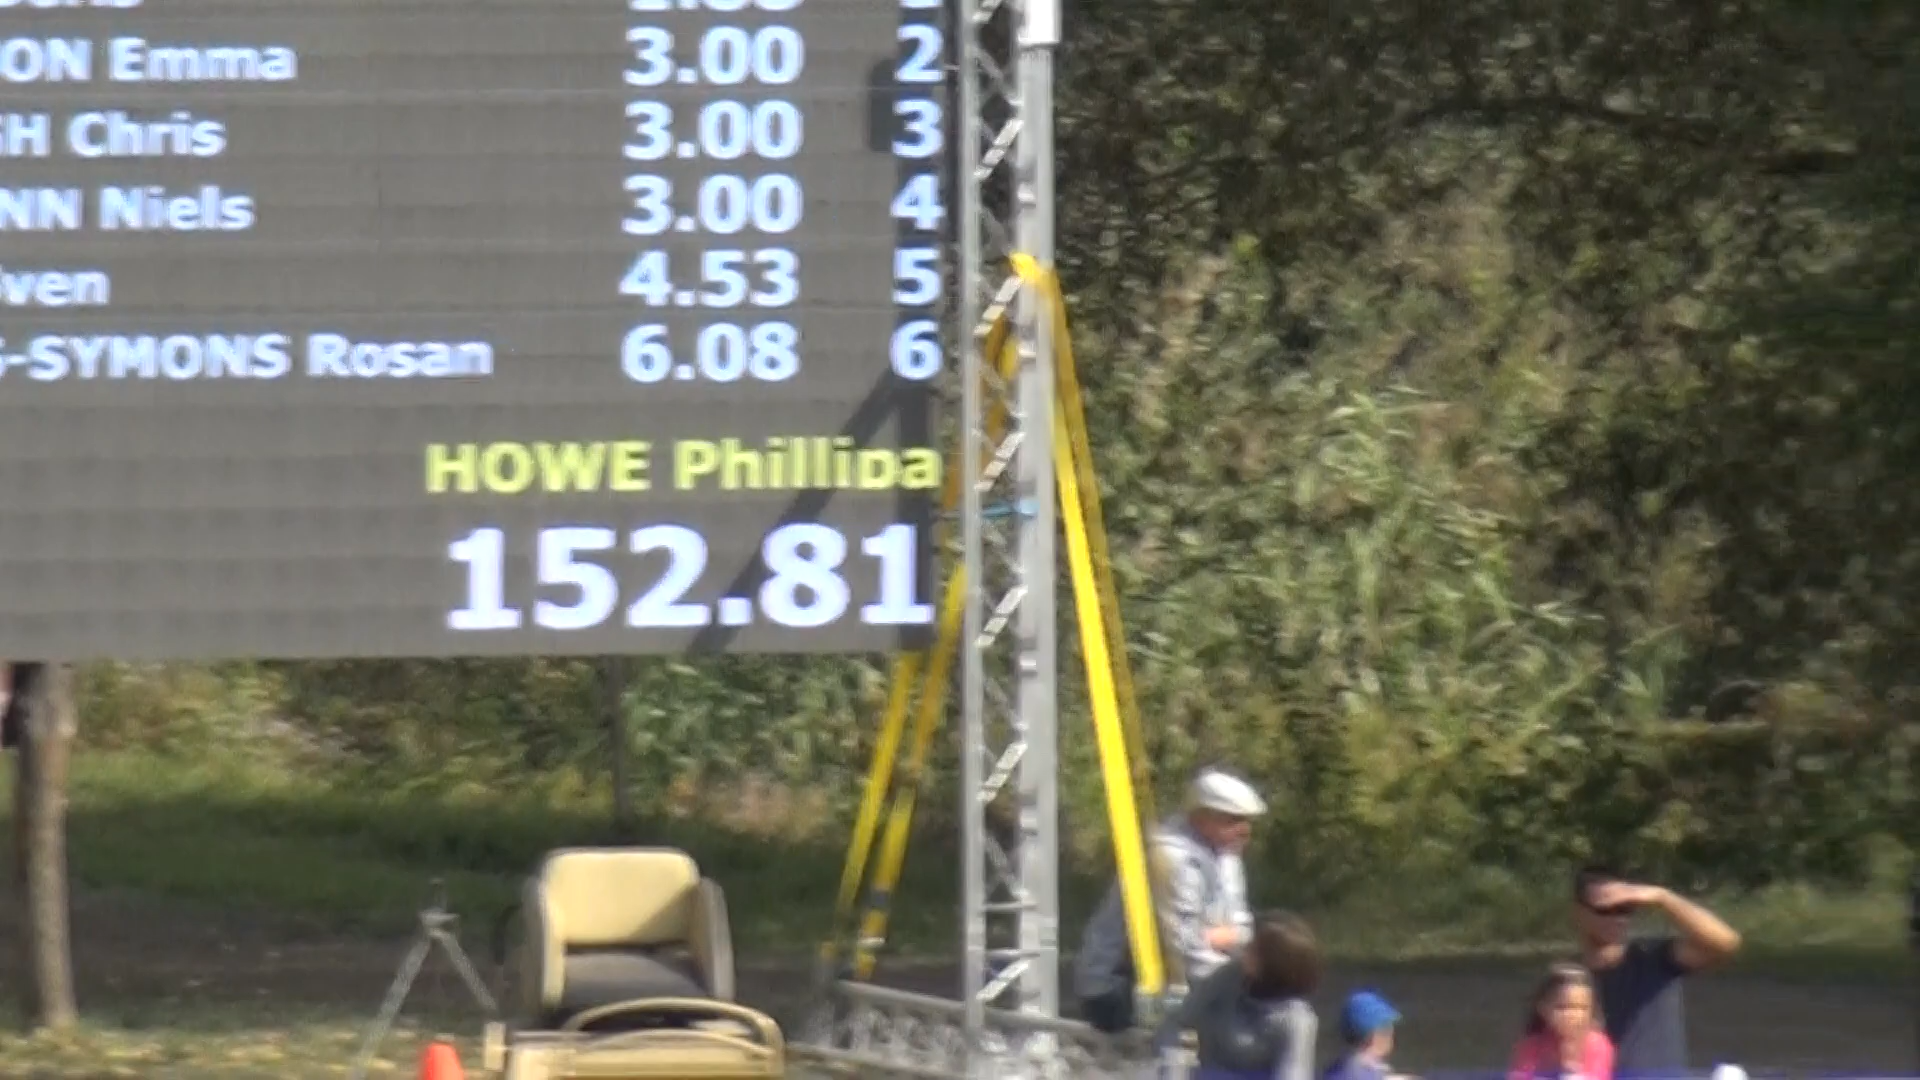 ON Emma 3.00 2
H Chris 3.00 3
NN Niels 3.00 4
ven 4.53 5
-SYMONS Rosan 6.08 6
HOWE Phillipa
152.81